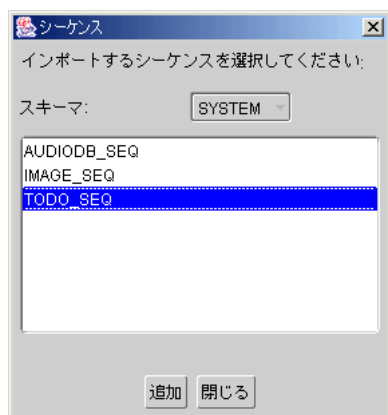 シーケンス
インポートするシーケンスを選択してください:
スキーマ: SYSTEM
AUDIODB_SEQ
IMAGE_SEQ
TODO_SEQ
追加 閉じる